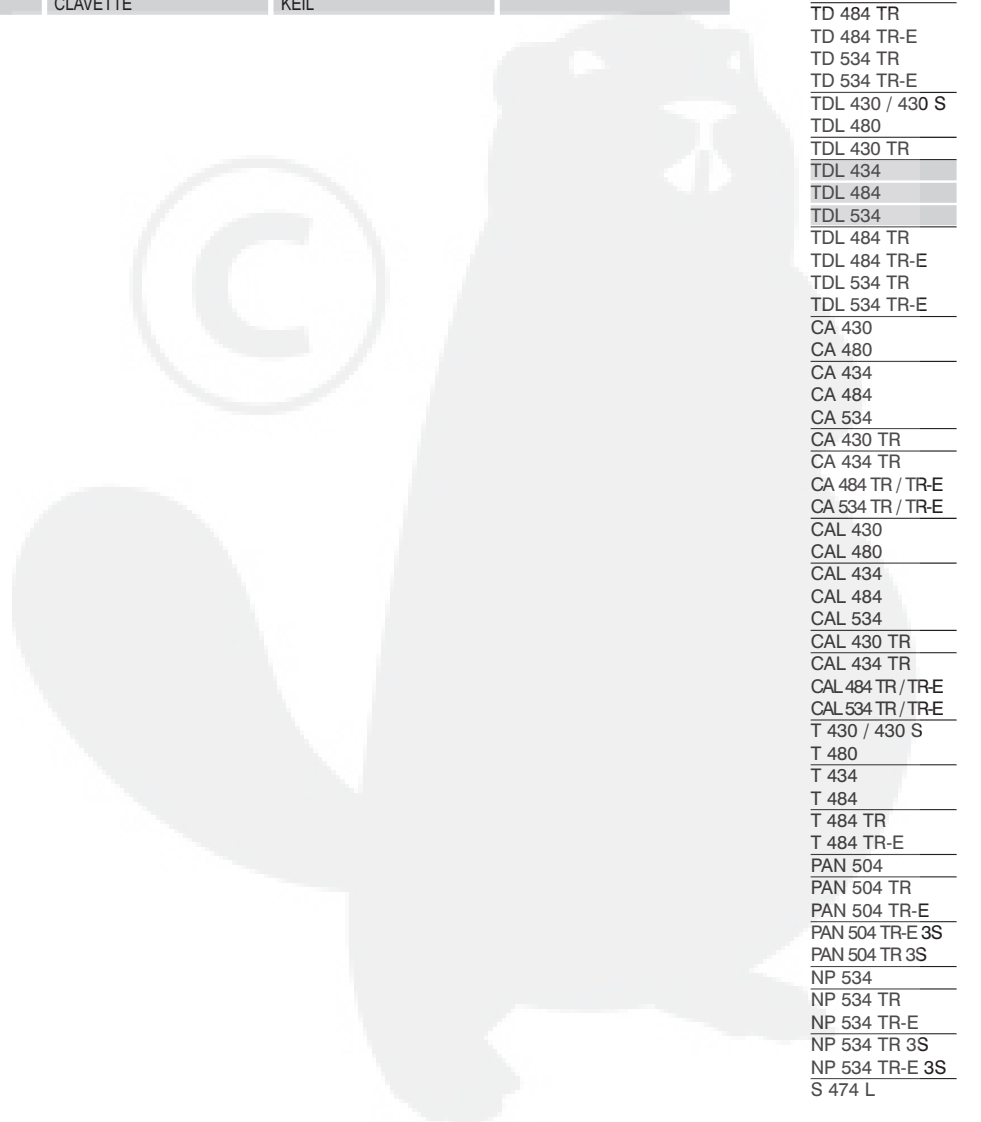 CLAVETTE KEIL
TD 484 TR
TD 484 TR-E
TD 534 TR
TD 534 TR-E
TDL 430 / 430 S
TDL 480
TDL 430 TR
TDL 434
TDL 484
TDL 534
TDL 484 TR
TDL 484 TR-E
TDL 534 TR
TDL 534 TR-E
CA 430
CA 480
CA 434
CA 484
CA 534
CA 430 TR
CA 434 TR
CA 484 TR / TR-E
CA 534 TR / TR-E
CAL 430
CAL 480
CAL 434
CAL 484
CAL 534
CAL 430 TR
CAL 434 TR
CAL 484 TR / TR-E
CAL 534 TR / TR-E
T 430 / 430 S
T 480
T 434
T 484
T 484 TR
T 484 TR-E
PAN 504
PAN 504 TR
PAN 504 TR-E
PAN 504 TR-E 3S
PAN 504 TR 3S
NP 534
NP 534 TR
NP 534 TR-E
NP 534 TR 3S
NP 534 TR-E 3S
S 474 L
©